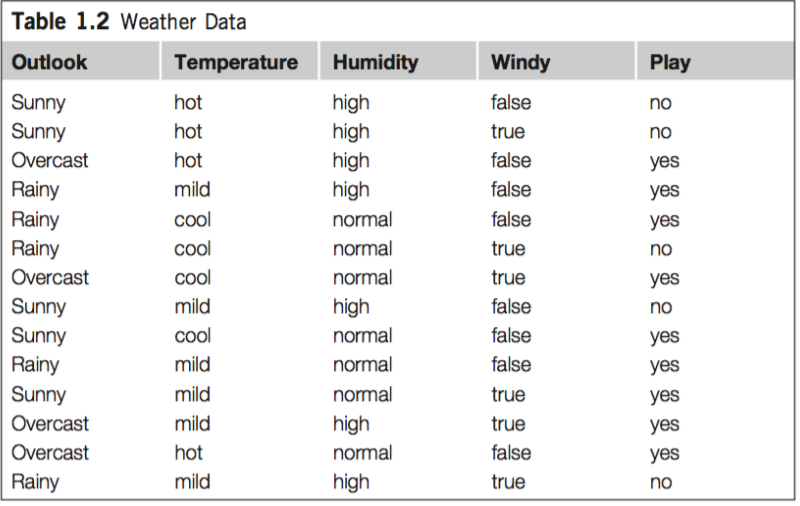 Table 1.2 Weather Data
Outlook Temperature Humidity Windy Play
Sunny hot high false no
Sunny hot high true no
Overcast hot high false yes
Rainy mild high false yes
Rainy cool normal false yes
Rainy cool normal true no
Overcast cool normal true yes
Sunny mild high false no
Sunny cool normal false yes
Rainy mild normal false yes
Sunny mild normal true yes
Overcast mild high true yes
Overcast hot normal false yes
Rainy mild high true no